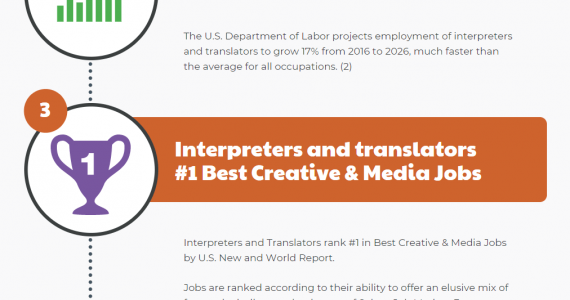 The U.S. Department of Labor projects employment of interpreters
and translators to grow 17% from 2016 to 2026, much faster than
the average for all occupations. (2)
3
1
Interpreters and translators
#1 Best Creative & Media Jobs
Interpreters and Translators rank #1 in Best Creative & Media Jobs
by U.S. New and World Report.
Jobs are ranked according to their ability to offer an elusive mix of